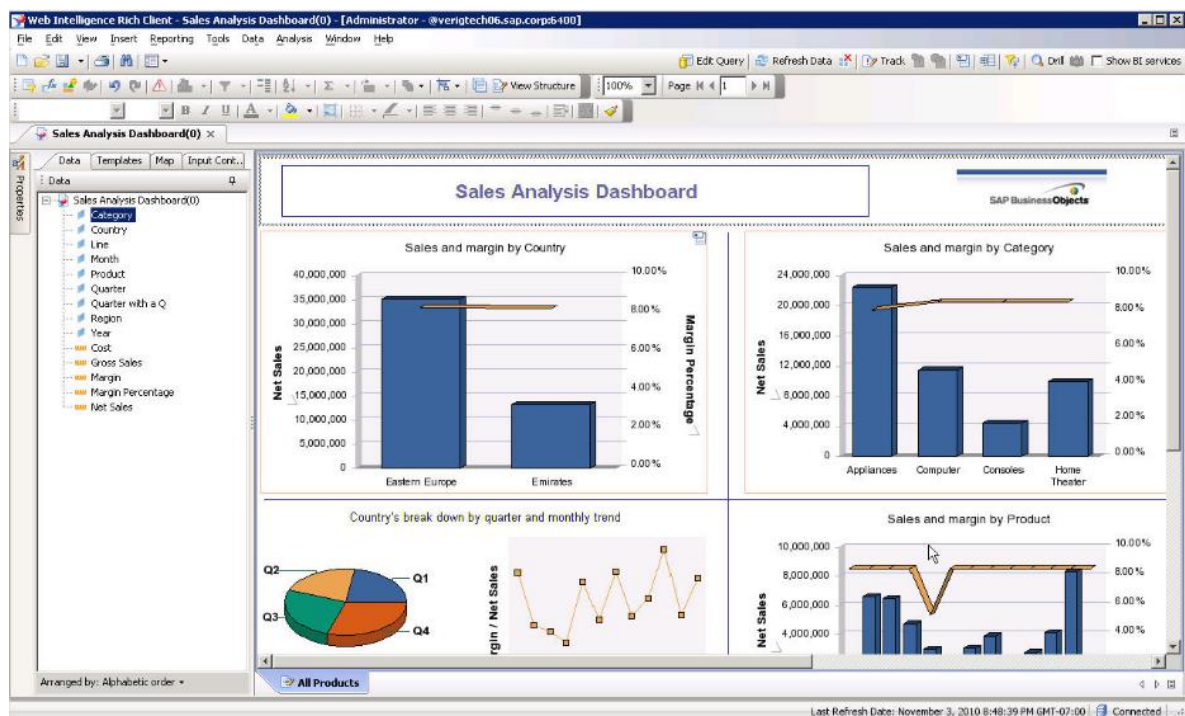 Web Intelligence Rich Client - Sales Analysis Dashboard(0) - [Administrator - @verigtech06.sap.corp:6400]
File Edit View Insert Reporting Tools Data Analysis Window Help
Edit Query Refresh Data Track Drill Show BI services
View Structure 100% Page 1
B I U A
Sales Analysis Dashboard(0)
Properties
Data Templates Map Input Cont..
Data
Sales Analysis Dashboard(0)
Category
Country
Line
Month
Product
Quarter
Quarter with a Q
Region
Year
Cost
Gross Sales
Margin
Margin Percentage
Net Sales
Arranged by: Alphabetic order
Sales Analysis Dashboard
SAP BusinessObjects
Sales and margin by Country
40,000,000
35,000,000
30,000,000
25,000,000
20,000,000
15,000,000
10,000,000
5,000,000
0
Net Sales
10.00%
8.00%
6.00%
4.00%
2.00%
0.00%
Margin Percentage
Eastern Europe Emirates
Sales and margin by Category
24,000,000
20,000,000
16,000,000
12,000,000
8,000,000
4,000,000
0
Net Sales
10.00%
8.00%
6.00%
4.00%
2.00%
0.00%
Appliances Computer Consoles Home
Theater
Country's break down by quarter and monthly trend
Q2 Q1
Q3 Q4
rgin / Net Sales
Sales and margin by Product
10,000,000
8,000,000
6,000,000
4,000,000
Net Sales
10.00%
8.00%
6.00%
4.00%
All Products
Last Refresh Date: November 3, 2010 8:48:39 PM GMT-07:00 Connected